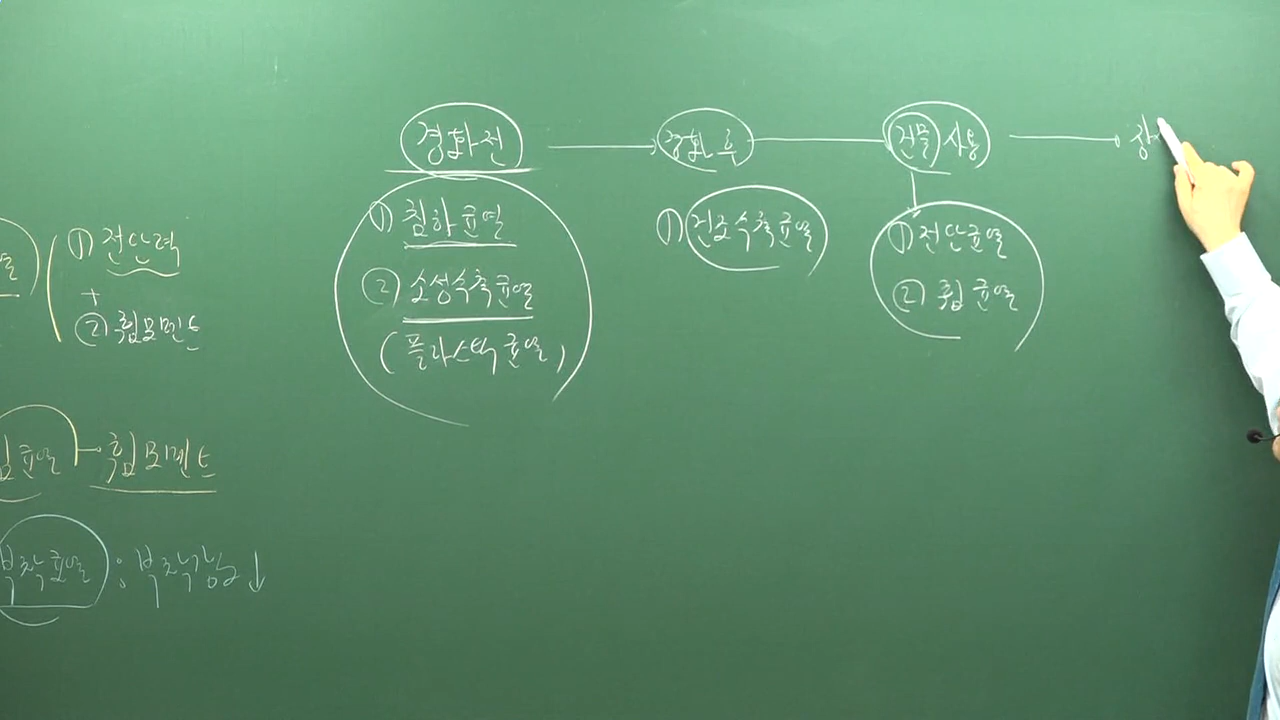 경화 전 → 경화 후 — 건물 사용 → 장
① 침하 균열
② 소성수축 균열
(플라스틱 균열)
① 건조수축 균열
① 전단균열
② 휨 균열
① 전단력
+
② 휨모멘트
균열 → 휨모멘트
부착균열 : 부착강도 ↓